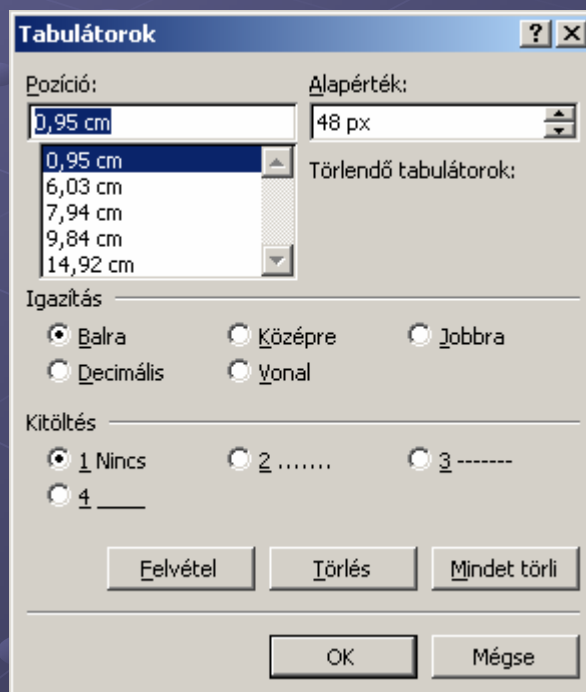 Tabulátorok
Pozíció: Alapérték:
0,95 cm 48 px
0,95 cm
6,03 cm
7,94 cm
9,84 cm
14,92 cm
Törlendő tabulátorok:
Igazítás
Balra Középre Jobbra
Decimális Vonal
Kitöltés
1 Nincs 2 ....... 3 -------
4 ____
Felvétel Törlés Mindet törli
OK Mégse